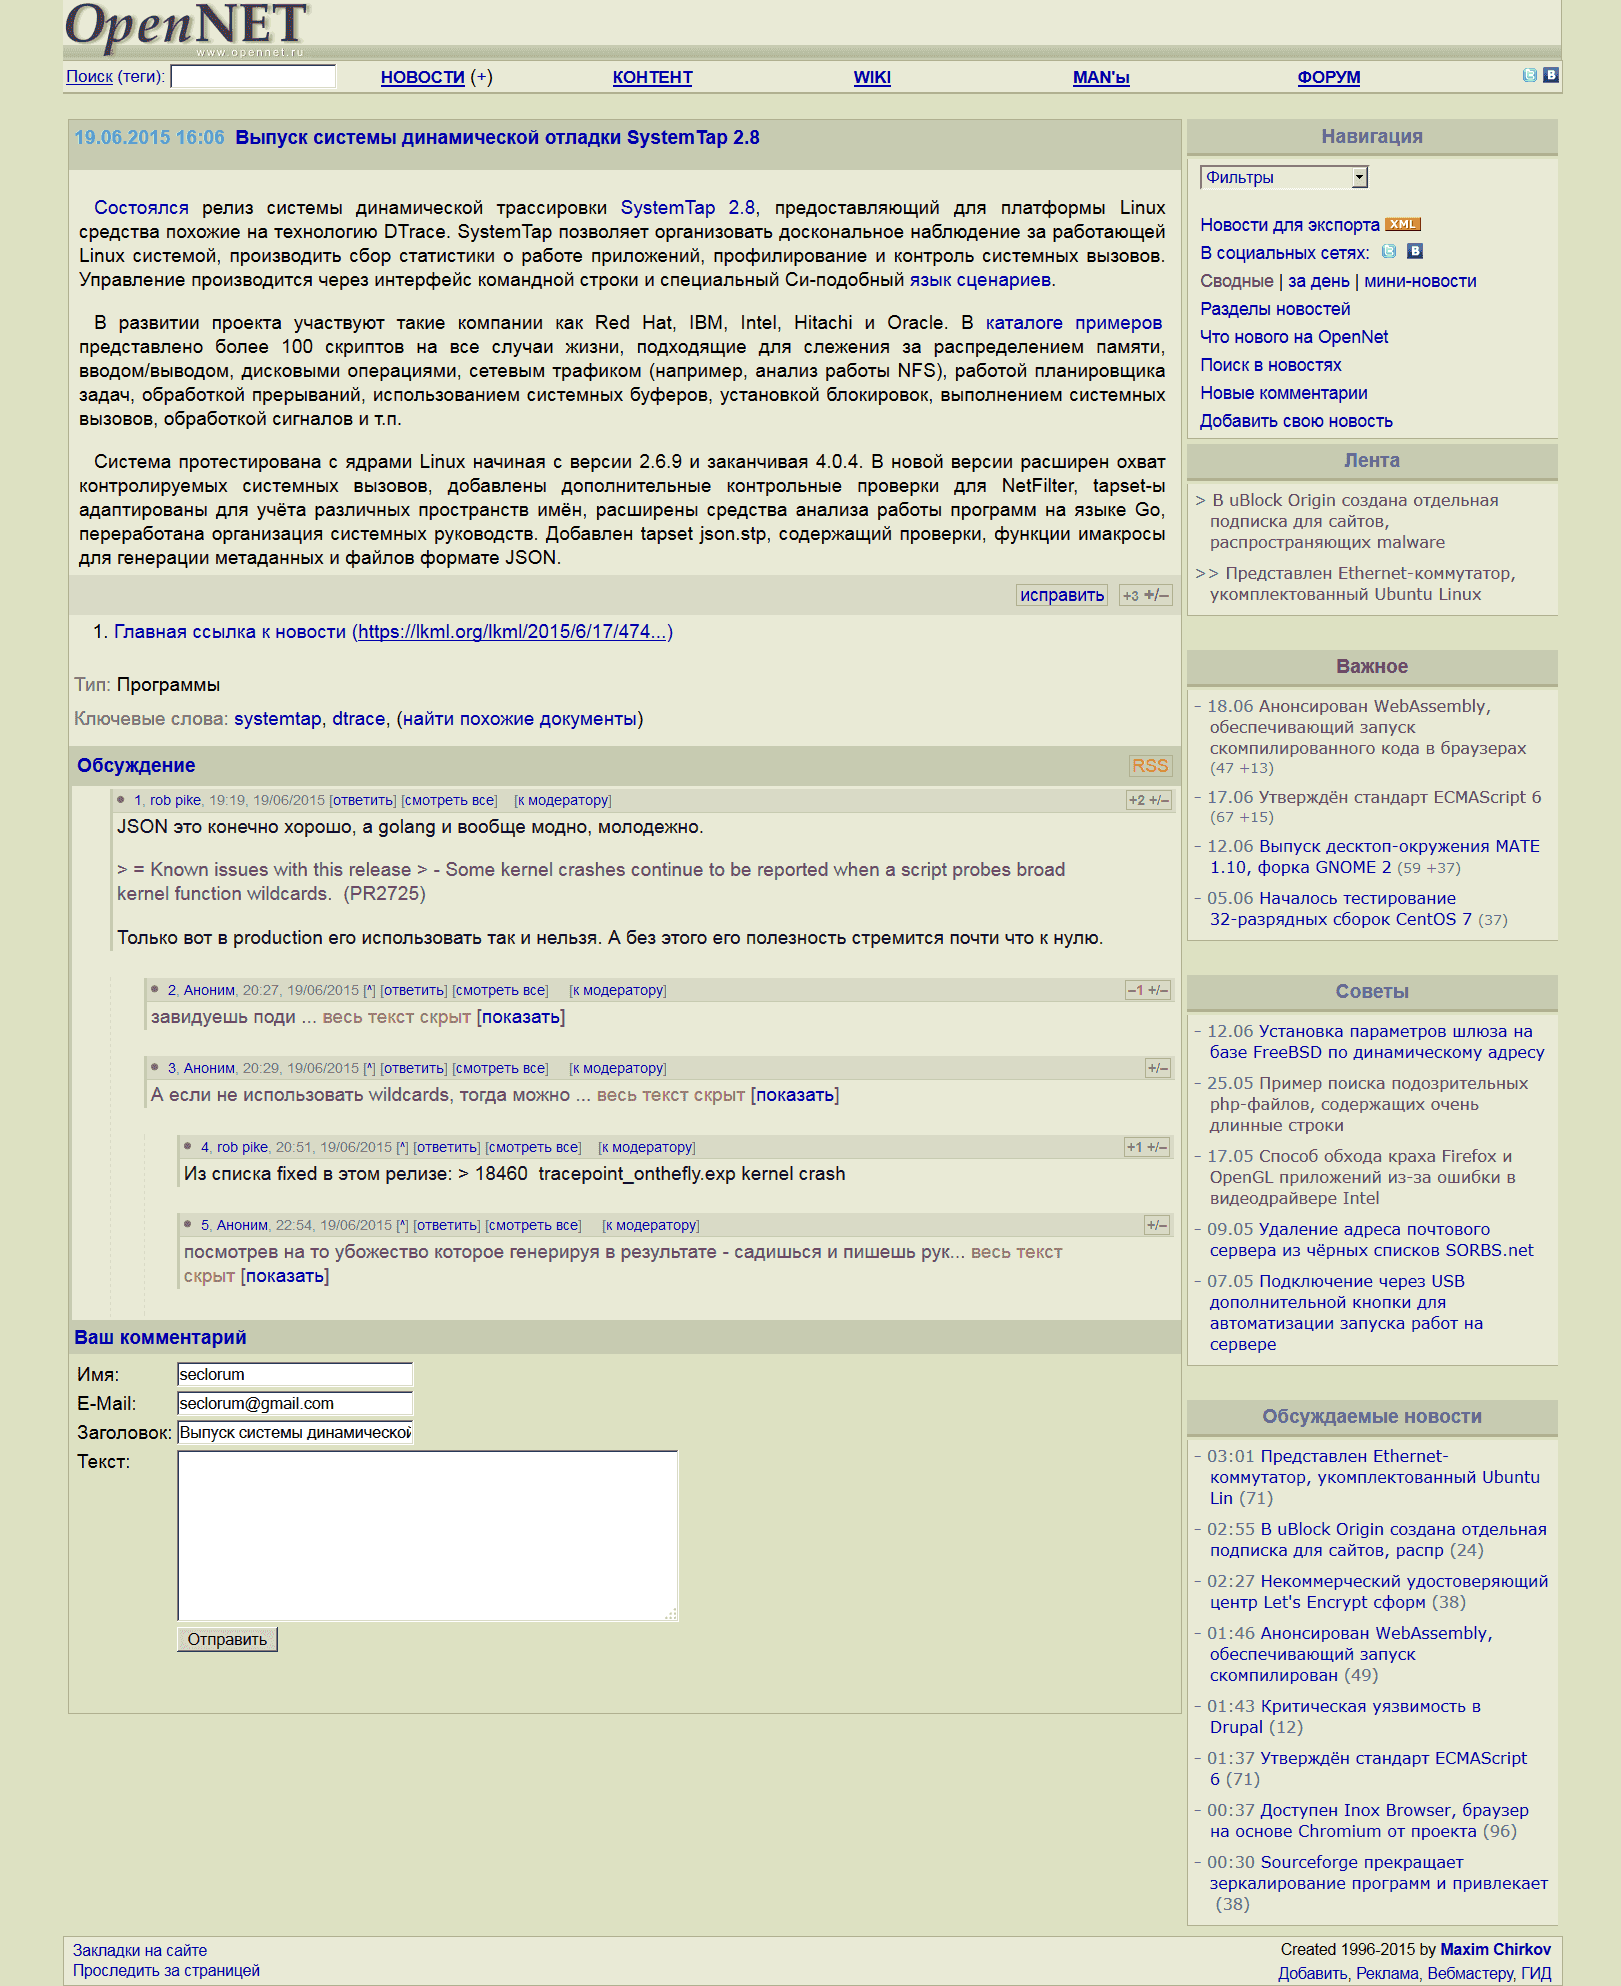 OpenNET
www.opennet.ru
Поиск (теги): НОВОСТИ (+) КОНТЕНТ WIKI MAN'ы ФОРУМ
19.06.2015 16:06 Выпуск системы динамической отладки SystemTap 2.8
Состоялся релиз системы динамической трассировки SystemTap 2.8, предоставляющий для платформы Linux
средства похожие на технологию DTrace. SystemTap позволяет организовать доскональное наблюдение за работающей
Linux системой, производить сбор статистики о работе приложений, профилирование и контроль системных вызовов.
Управление производится через интерфейс командной строки и специальный Си-подобный язык сценариев.
В развитии проекта участвуют такие компании как Red Hat, IBM, Intel, Hitachi и Oracle. В каталоге примеров
представлено более 100 скриптов на все случаи жизни, подходящие для слежения за распределением памяти,
вводом/выводом, дисковыми операциями, сетевым трафиком (например, анализ работы NFS), работой планировщика
задач, обработкой прерываний, использованием системных буферов, установкой блокировок, выполнением системных
вызовов, обработкой сигналов и т.п.
Система протестирована с ядрами Linux начиная с версии 2.6.9 и заканчивая 4.0.4. В новой версии расширен охват
контролируемых системных вызовов, добавлены дополнительные контрольные проверки для NetFilter, tapset-ы
адаптированы для учёта различных пространств имён, расширены средства анализа работы программ на языке Go,
переработана организация системных руководств. Добавлен tapset json.stp, содержащий проверки, функции имакросы
для генерации метаданных и файлов формате JSON.
исправить +3 +/–
1. Главная ссылка к новости (https://lkml.org/lkml/2015/6/17/474...)
Тип: Программы
Ключевые слова: systemtap, dtrace, (найти похожие документы)
Обсуждение RSS
1, rob pike, 19:19, 19/06/2015 [ответить] [смотреть все] [к модератору] +2 +/–
JSON это конечно хорошо, а golang и вообще модно, молодежно.
> = Known issues with this release > - Some kernel crashes continue to be reported when a script probes broad
kernel function wildcards. (PR2725)
Только вот в production его использовать так и нельзя. А без этого его полезность стремится почти что к нулю.
2, Аноним, 20:27, 19/06/2015 [^] [ответить] [смотреть все] [к модератору] –1 +/–
завидуешь поди ... весь текст скрыт [показать]
3, Аноним, 20:29, 19/06/2015 [^] [ответить] [смотреть все] [к модератору] +/–
А если не использовать wildcards, тогда можно ... весь текст скрыт [показать]
4, rob pike, 20:51, 19/06/2015 [^] [ответить] [смотреть все] [к модератору] +1 +/–
Из списка fixed в этом релизе: > 18460 tracepoint_onthefly.exp kernel crash
5, Аноним, 22:54, 19/06/2015 [^] [ответить] [смотреть все] [к модератору] +/–
посмотрев на то убожество которое генерируя в результате - садишься и пишешь рук... весь текст
скрыт [показать]
Ваш комментарий
Имя: seclorum
E-Mail: seclorum@gmail.com
Заголовок: Выпуск системы динамической
Текст:
Отправить
Навигация
Фильтры
Новости для экспорта XML
В социальных сетях:
Сводные | за день | мини-новости
Разделы новостей
Что нового на OpenNet
Поиск в новостях
Новые комментарии
Добавить свою новость
Лента
> В uBlock Origin создана отдельная
подписка для сайтов,
распространяющих malware
>> Представлен Ethernet-коммутатор,
укомплектованный Ubuntu Linux
Важное
- 18.06 Анонсирован WebAssembly,
обеспечивающий запуск
скомпилированного кода в браузерах
(47 +13)
- 17.06 Утверждён стандарт ECMAScript 6
(67 +15)
- 12.06 Выпуск десктоп-окружения MATE
1.10, форка GNOME 2 (59 +37)
- 05.06 Началось тестирование
32-разрядных сборок CentOS 7 (37)
Советы
- 12.06 Установка параметров шлюза на
базе FreeBSD по динамическому адресу
- 25.05 Пример поиска подозрительных
php-файлов, содержащих очень
длинные строки
- 17.05 Способ обхода краха Firefox и
OpenGL приложений из-за ошибки в
видеодрайвере Intel
- 09.05 Удаление адреса почтового
сервера из чёрных списков SORBS.net
- 07.05 Подключение через USB
дополнительной кнопки для
автоматизации запуска работ на
сервере
Обсуждаемые новости
- 03:01 Представлен Ethernet-
коммутатор, укомплектованный Ubuntu
Lin (71)
- 02:55 В uBlock Origin создана отдельная
подписка для сайтов, распр (24)
- 02:27 Некоммерческий удостоверяющий
центр Let's Encrypt сформ (38)
- 01:46 Анонсирован WebAssembly,
обеспечивающий запуск
скомпилирован (49)
- 01:43 Критическая уязвимость в
Drupal (12)
- 01:37 Утверждён стандарт ECMAScript
6 (71)
- 00:37 Доступен Inox Browser, браузер
на основе Chromium от проекта (96)
- 00:30 Sourceforge прекращает
зеркалирование программ и привлекает
(38)
Закладки на сайте
Проследить за страницей
Created 1996-2015 by Maxim Chirkov
Добавить, Реклама, Вебмастеру, ГИД